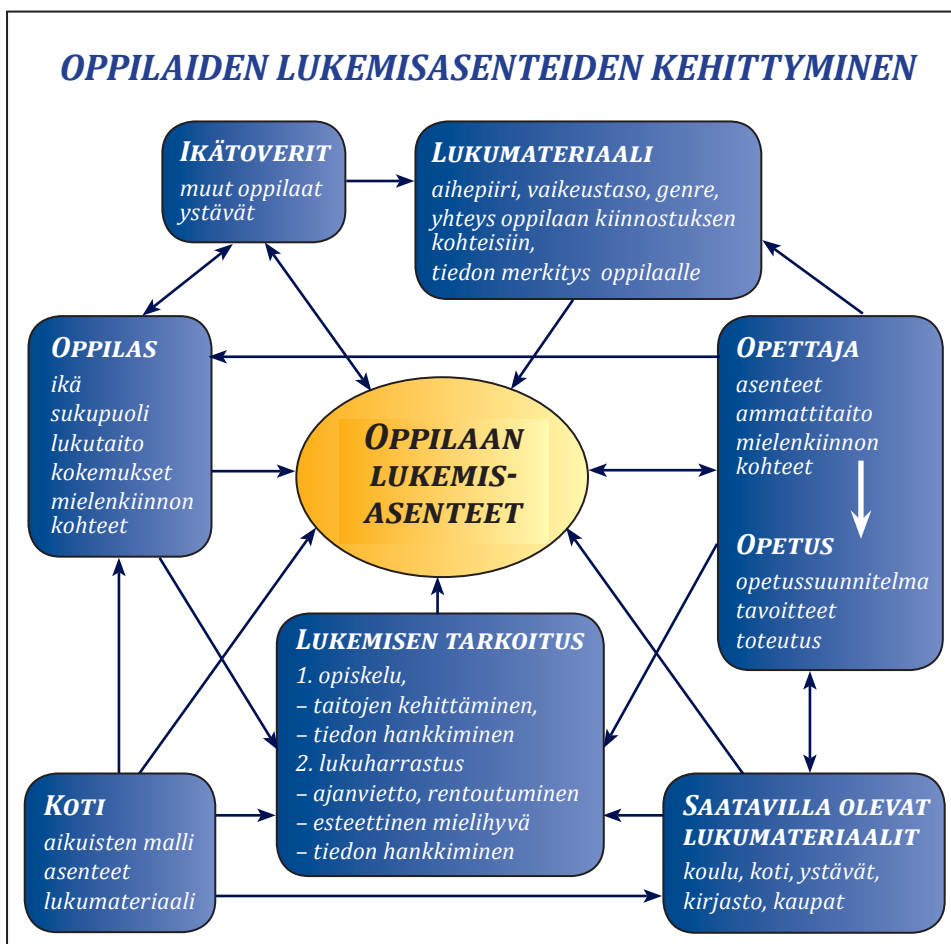 OPPILAIDEN LUKEMISASENTEIDEN KEHITTYMINEN
IKÄTOVERIT
muut oppilaat
ystävät
LUKUMATERIAALI
aihepiiri, vaikeustaso, genre,
yhteys oppilaan kiinnostuksen
kohteisiin,
tiedon merkitys oppilaalle
OPPILAS
ikä
sukupuoli
lukutaito
kokemukset
mielenkiinnon
kohteet
OPPILAAN
LUKEMIS-
ASENTEET
OPETTAJA
asenteet
ammattitaito
mielenkiinnon
kohteet
OPETUS
opetussuunnitelma
tavoitteet
toteutus
LUKEMISEN TARKOITUS
1. opiskelu,
– taitojen kehittäminen,
– tiedon hankkiminen
2. lukuharrastus
– ajanvietto, rentoutuminen
– esteettinen mielihyvä
– tiedon hankkiminen
KOTI
aikuisten malli
asenteet
lukumateriaali
SAATAVILLA OLEVAT
LUKUMATERIAALIT
koulu, koti, ystävät,
kirjasto, kaupat